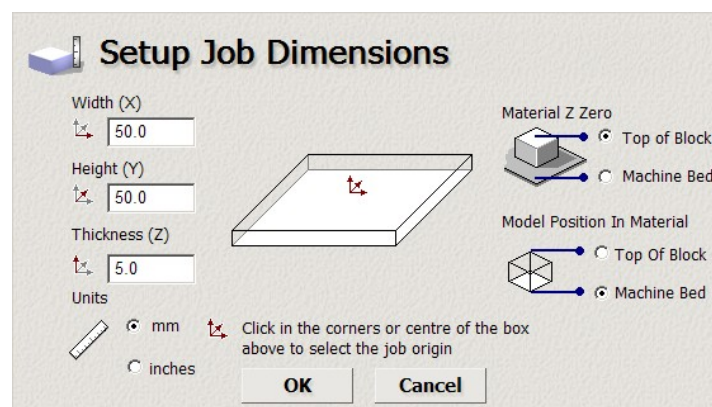 Setup Job Dimensions
Width (X)
50.0
Height (Y)
50.0
Thickness (Z)
5.0
Units
mm
inches
Click in the corners or centre of the box
above to select the job origin
OK
Cancel
Material Z Zero
Top of Block
Machine Bed
Model Position In Material
Top Of Block
Machine Bed